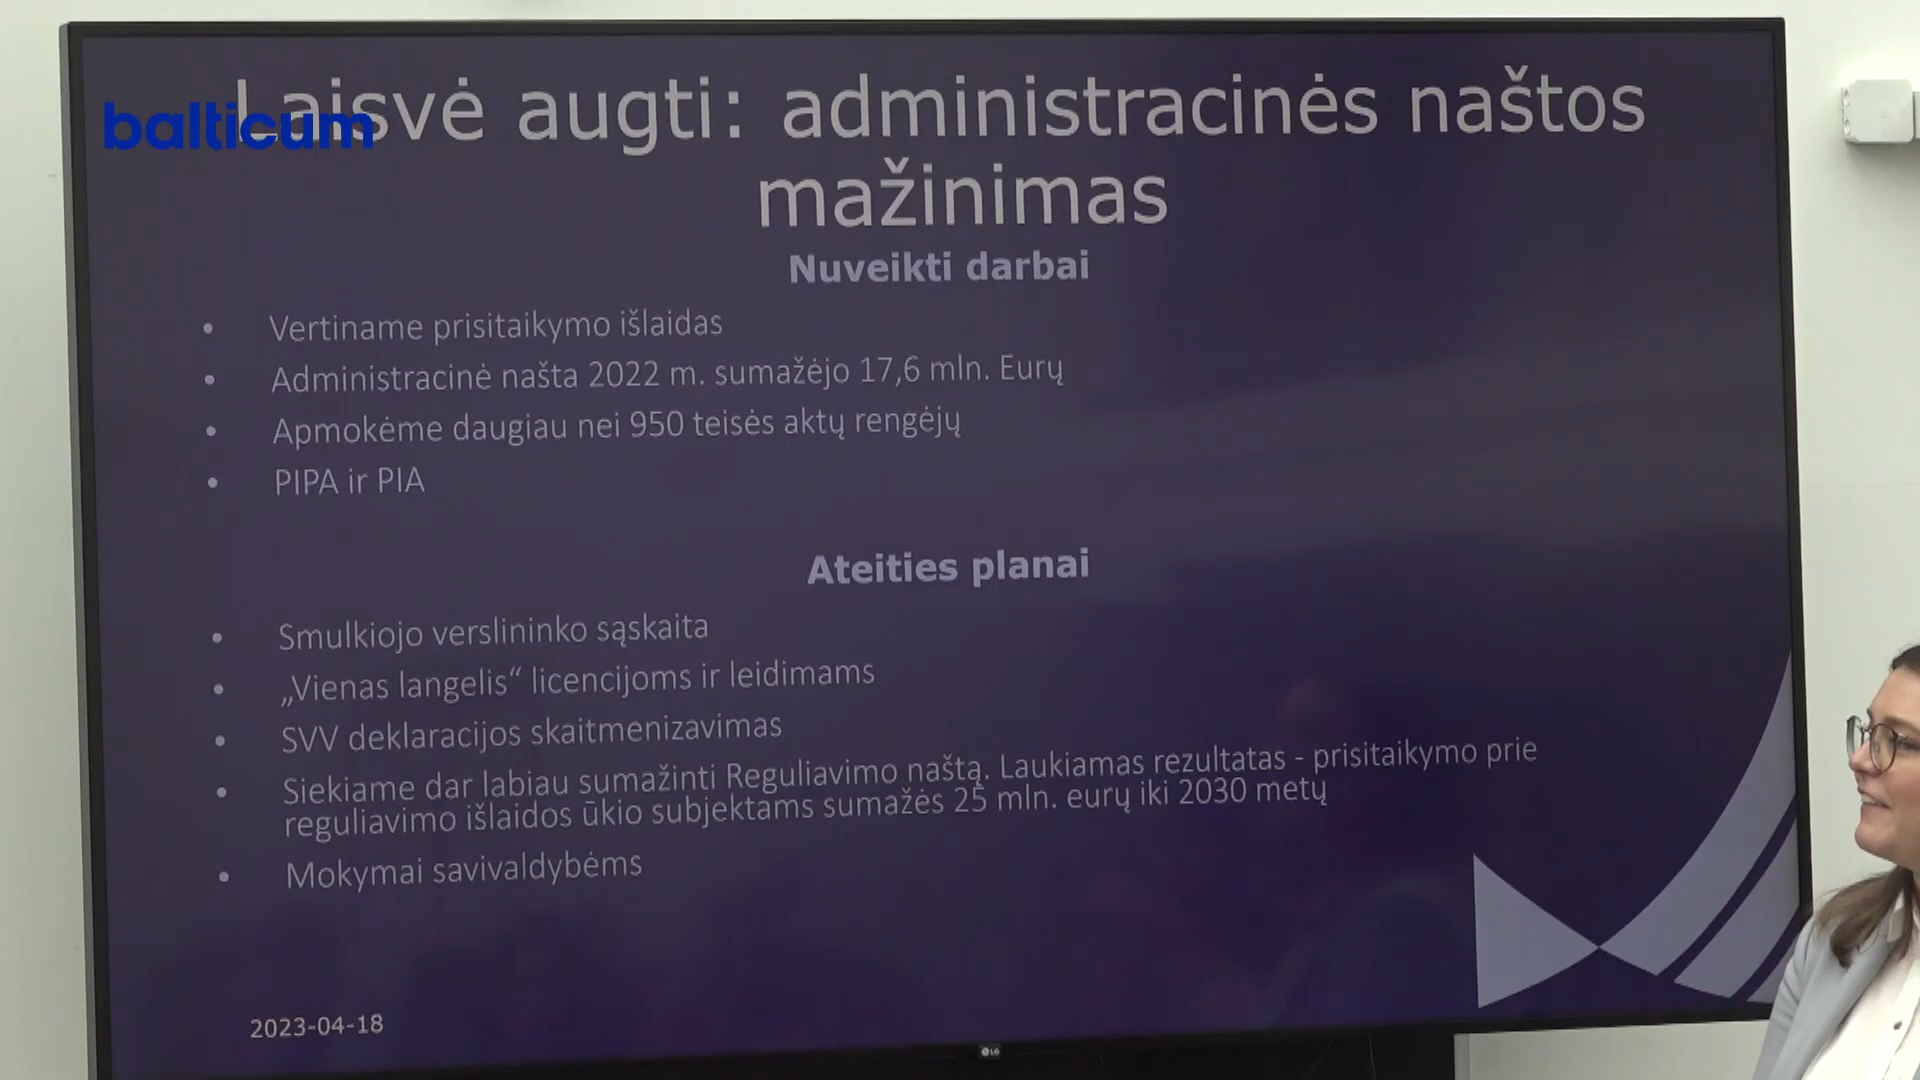 balticum
Laisvė augti: administracinės naštos
mažinimas
Nuveikti darbai
• Vertiname prisitaikymo išlaidas
• Administracinė našta 2022 m. sumažėjo 17,6 mln. Eurų
• Apmokėme daugiau nei 950 teisės aktų rengėjų
• PIPA ir PIA
Ateities planai
• Smulkiojo verslininko sąskaita
• „Vienas langelis“ licencijoms ir leidimams
• SVV deklaracijos skaitmenizavimas
• Siekiame dar labiau sumažinti Reguliavimo naštą. Laukiamas rezultatas - prisitaikymo prie
reguliavimo išlaidos ūkio subjektams sumažės 25 mln. eurų iki 2030 metų
• Mokymai savivaldybėms
2023-04-18
LG